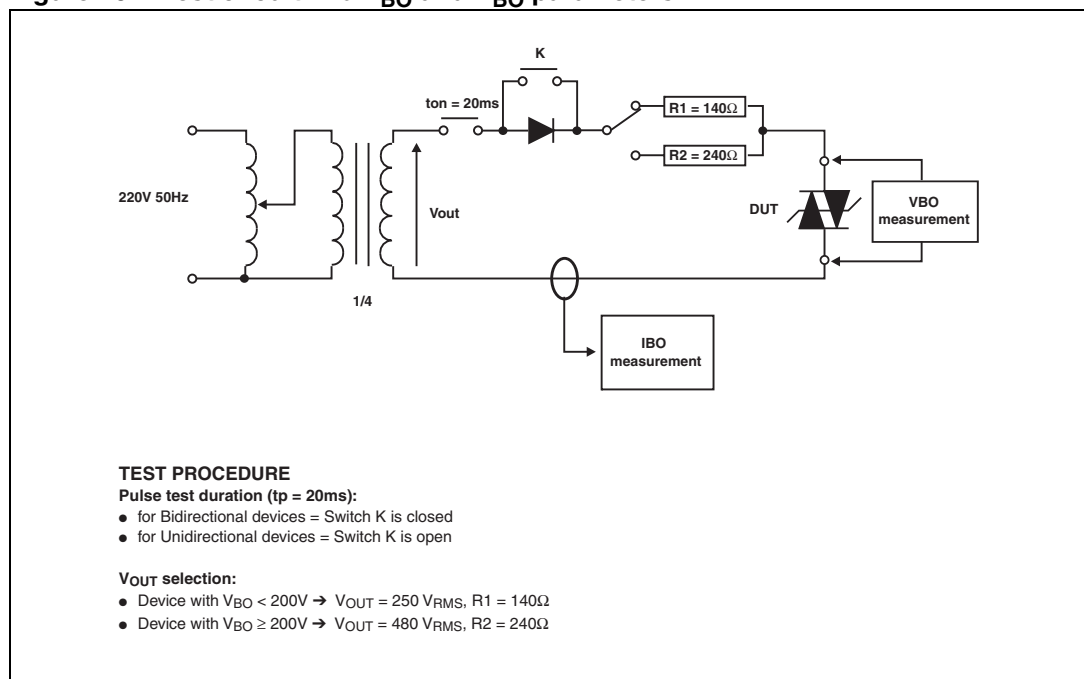 K
ton = 20ms
R1 = 140Ω
R2 = 240Ω
220V 50Hz
Vout
DUT
VBO
measurement
1/4
IBO
measurement
TEST PROCEDURE
Pulse test duration (tp = 20ms):
● for Bidirectional devices = Switch K is closed
● for Unidirectional devices = Switch K is open
VOUT selection:
● Device with VBO < 200V ➔ VOUT = 250 VRMS, R1 = 140Ω
● Device with VBO ≥ 200V ➔ VOUT = 480 VRMS, R2 = 240Ω